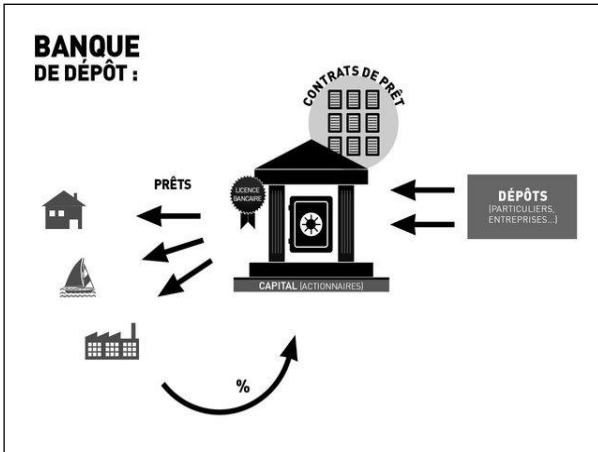 BANQUE
DE DÉPÔT :
CONTRATS DE PRÊT
PRÊTS
LICENCE
BANCAIRE
DÉPÔTS
(PARTICULIERS,
ENTREPRISES...)
CAPITAL (ACTIONNAIRES)
%